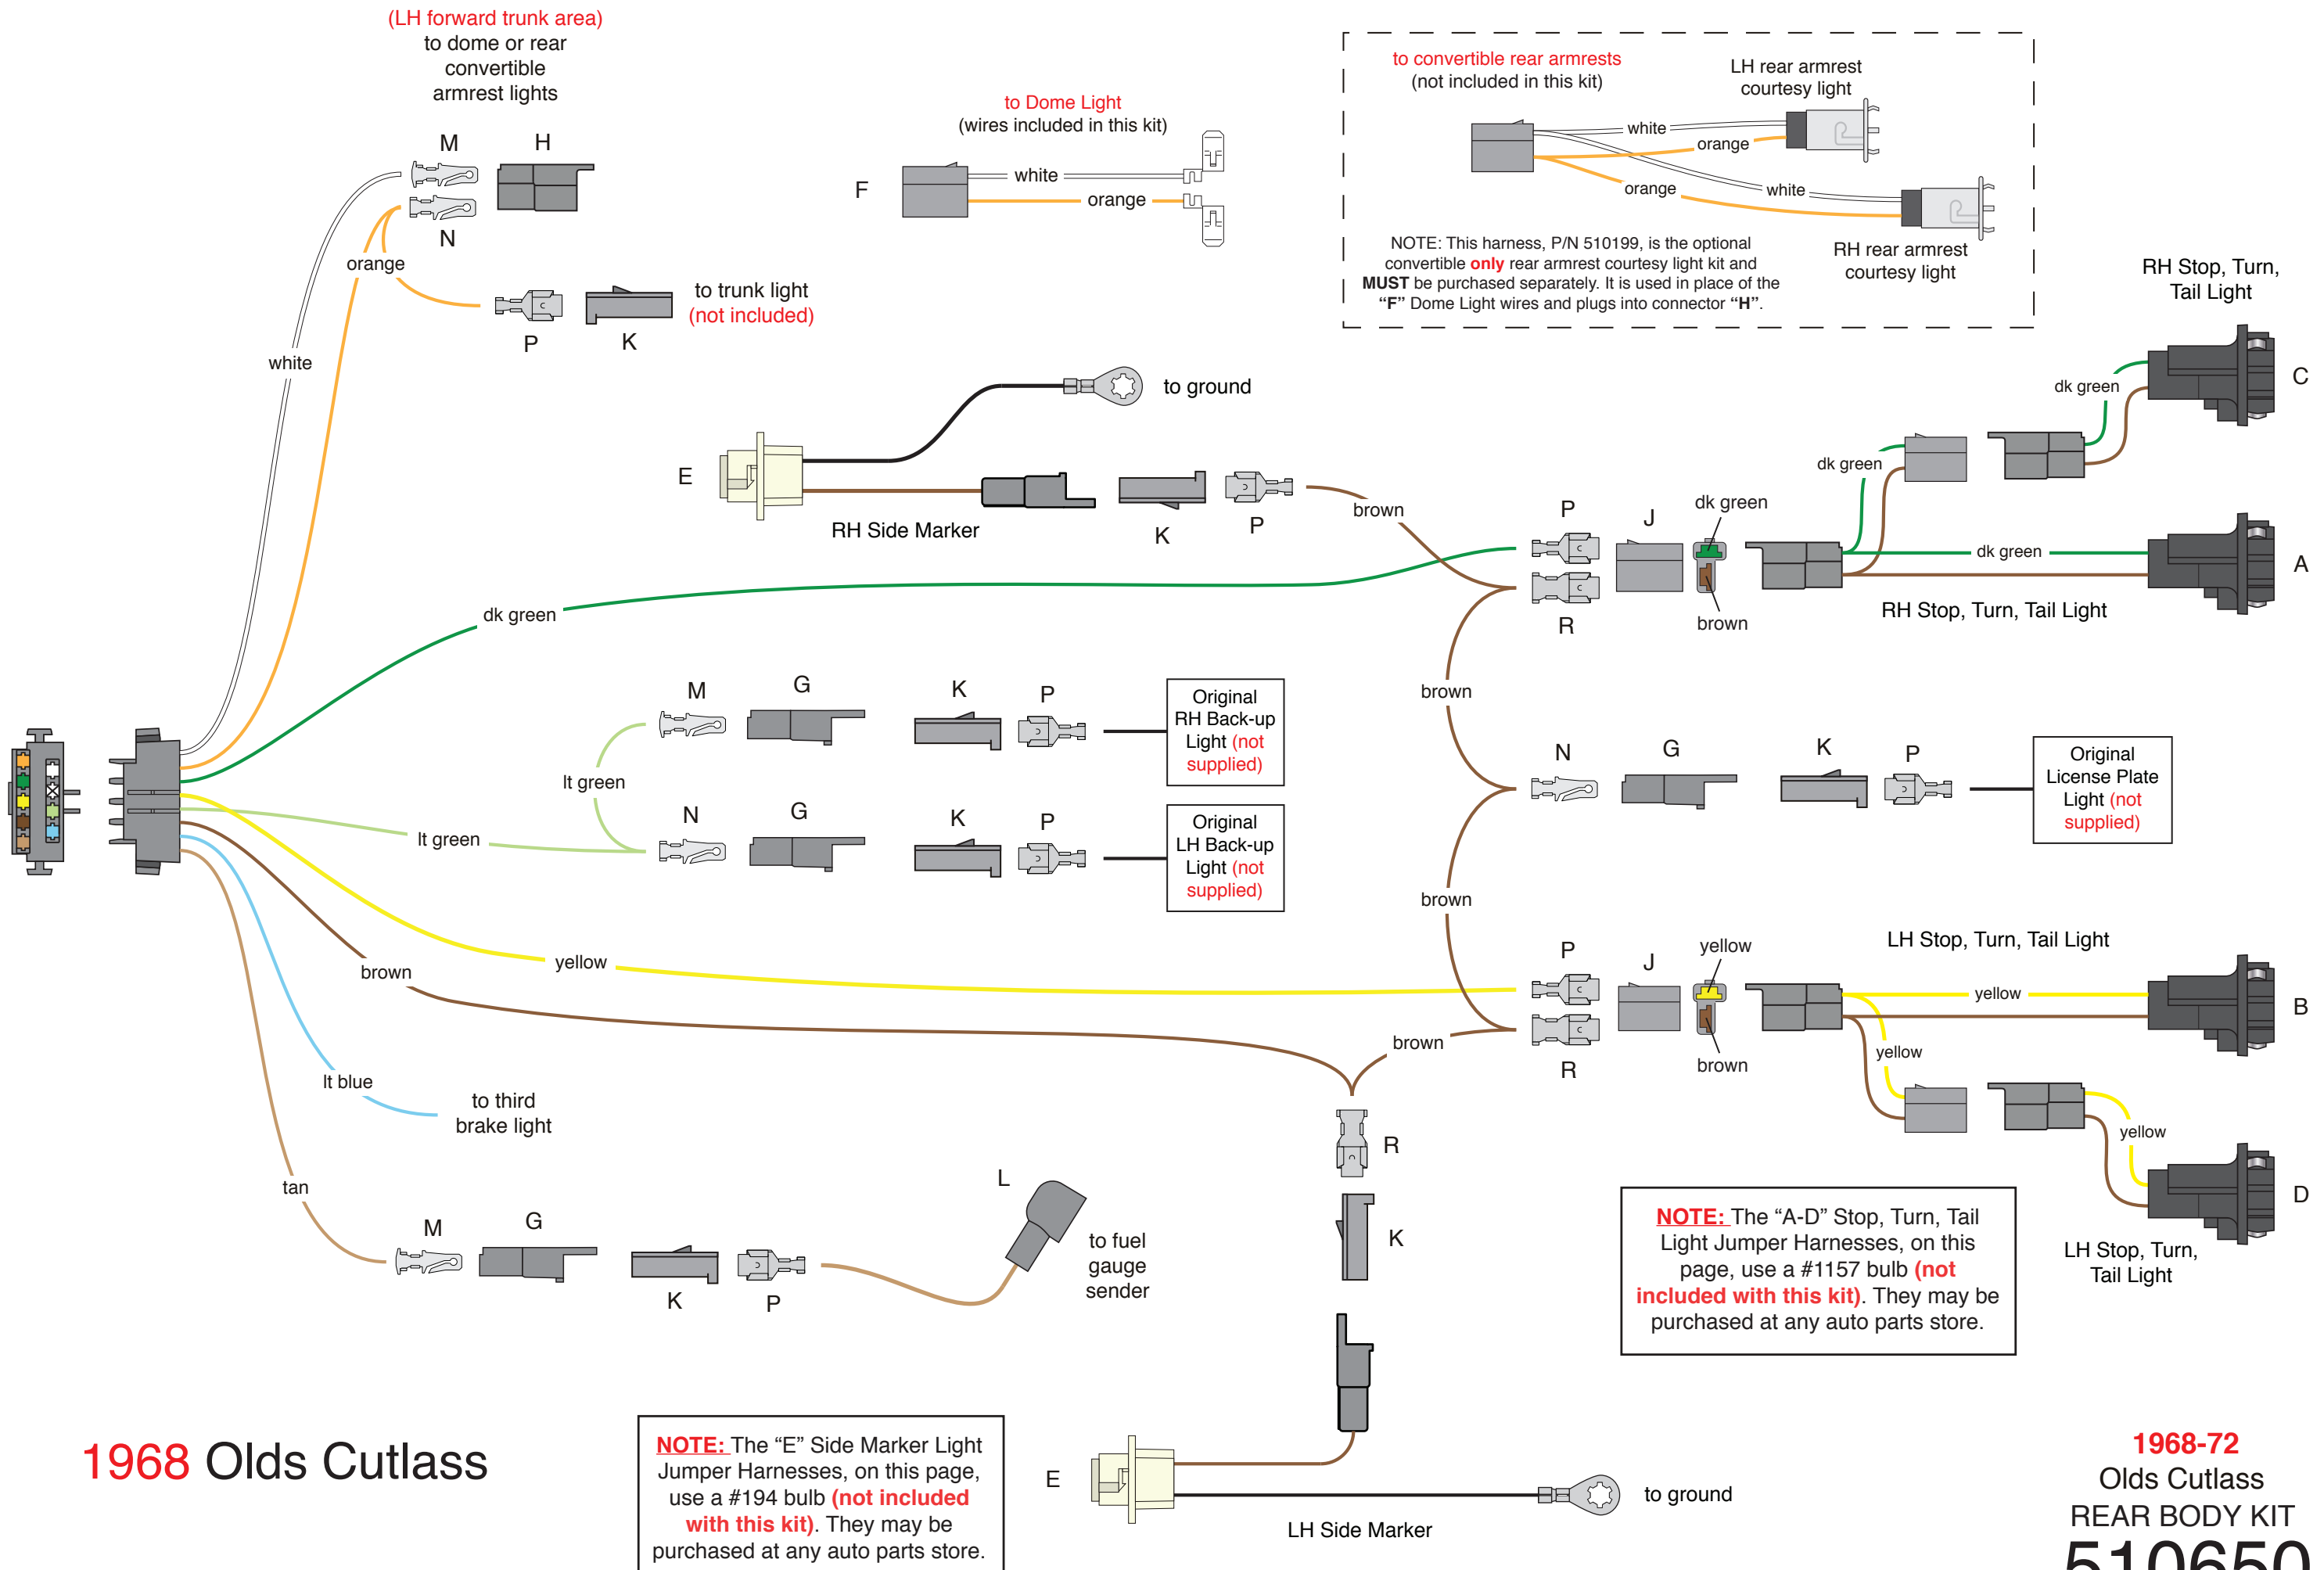 (LH forward trunk area)
to dome or rear
convertible
armrest lights
M
H
N
orange
P
K
to trunk light
(not included)
white
to Dome Light
(wires included in this kit)
F
white
orange
to convertible rear armrests
(not included in this kit)
LH rear armrest
courtesy light
white
orange
orange
white
RH rear armrest
courtesy light
NOTE: This harness, P/N 510199, is the optional
convertible only rear armrest courtesy light kit and
MUST be purchased separately. It is used in place of the
“F” Dome Light wires and plugs into connector “H”.
RH Stop, Turn,
Tail Light
C
dk green
dk green
to ground
E
RH Side Marker
K
P
brown
P
J
dk green
R
brown
dk green
A
RH Stop, Turn, Tail Light
dk green
M
G
K
P
Original
RH Back-up
Light (not
supplied)
lt green
N
G
K
P
Original
LH Back-up
Light (not
supplied)
lt green
brown
N
G
K
P
Original
License Plate
Light (not
supplied)
brown
yellow
brown
P
J
yellow
R
brown
brown
LH Stop, Turn, Tail Light
yellow
B
yellow
yellow
D
LH Stop, Turn,
Tail Light
lt blue
to third
brake light
tan
M
G
K
P
L
to fuel
gauge
sender
R
K
NOTE: The “A-D” Stop, Turn, Tail
Light Jumper Harnesses, on this
page, use a #1157 bulb (not
included with this kit). They may be
purchased at any auto parts store.
1968 Olds Cutlass
NOTE: The “E” Side Marker Light
Jumper Harnesses, on this page,
use a #194 bulb (not included
with this kit). They may be
purchased at any auto parts store.
E
LH Side Marker
to ground
1968-72
Olds Cutlass
REAR BODY KIT
510650